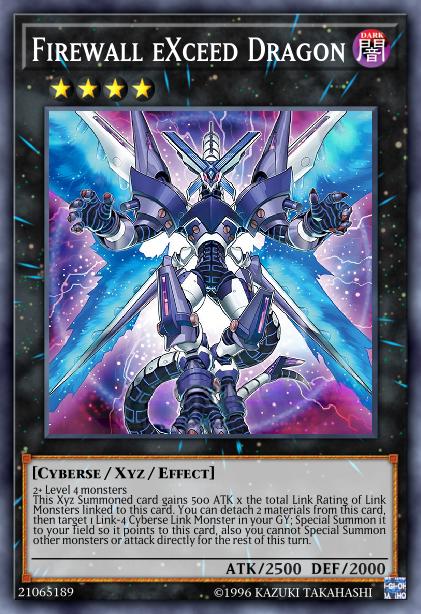 FIREWALL EXCEED DRAGON
DARK
闇
[CYBERSE / XYZ / EFFECT]
2+ Level 4 monsters
This Xyz Summoned card gains 500 ATK x the total Link Rating of Link
Monsters linked to this card. You can detach 2 materials from this card,
then target 1 Link-4 Cyberse Link Monster in your GY; Special Summon it
to your field so it points to this card, also you cannot Special Summon
other monsters or attack directly for the rest of this turn.
ATK/2500 DEF/2000
21065189
©1996 KAZUKI TAKAHASHI